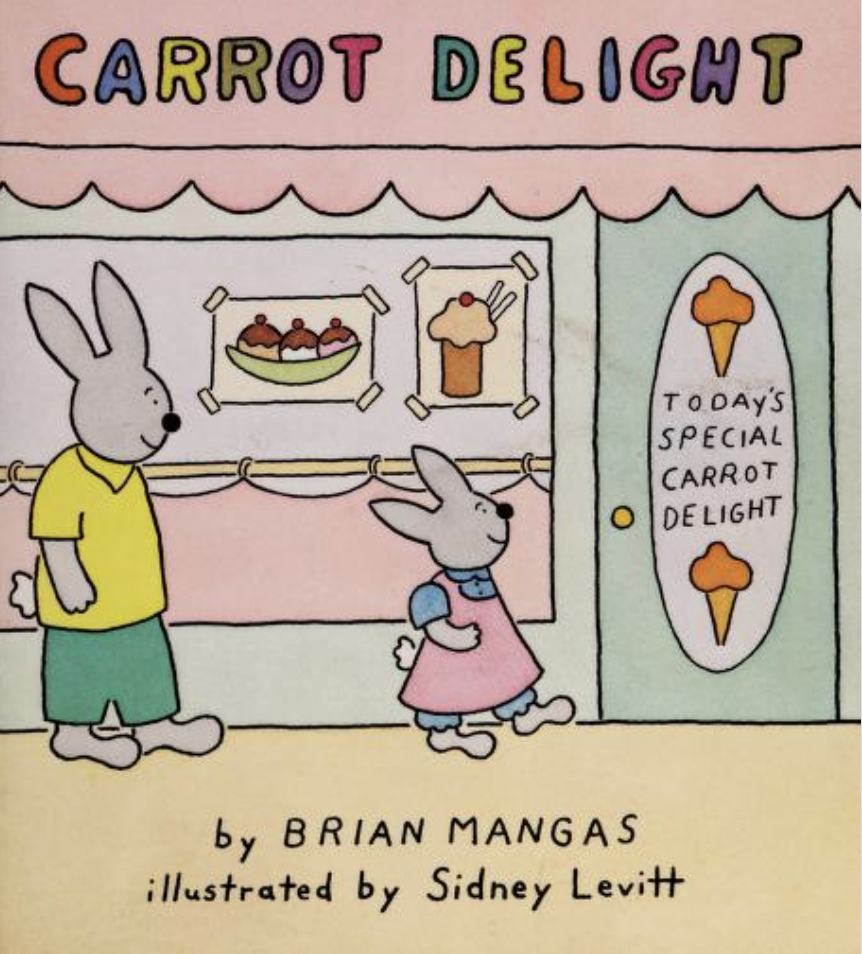 CARROT DELIGHT
TODAY'S
SPECIAL
CARROT
DELIGHT
by BRIAN MANGAS
illustrated by Sidney Levitt